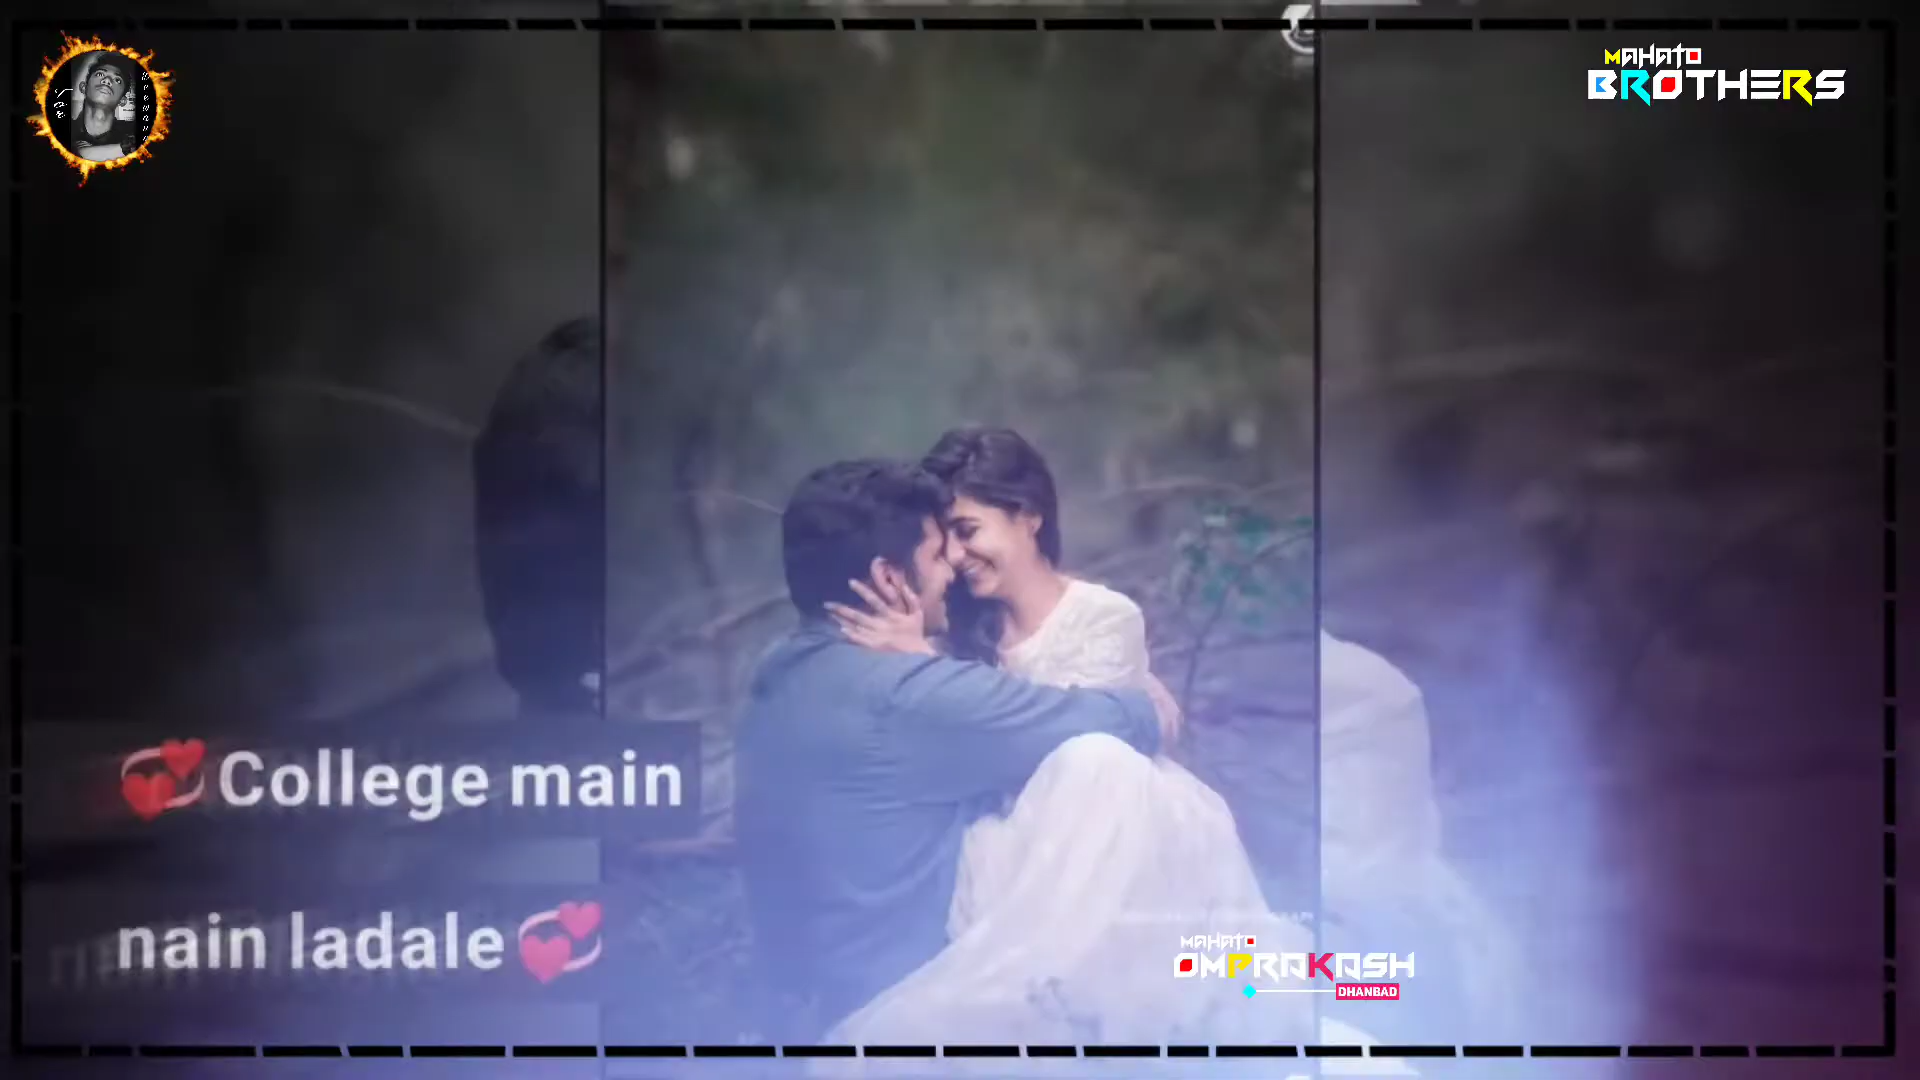 MAHATO
BROTHERS
💞College main
nain ladale💞
MAHATO
OMPRAKASH
DHANBAD